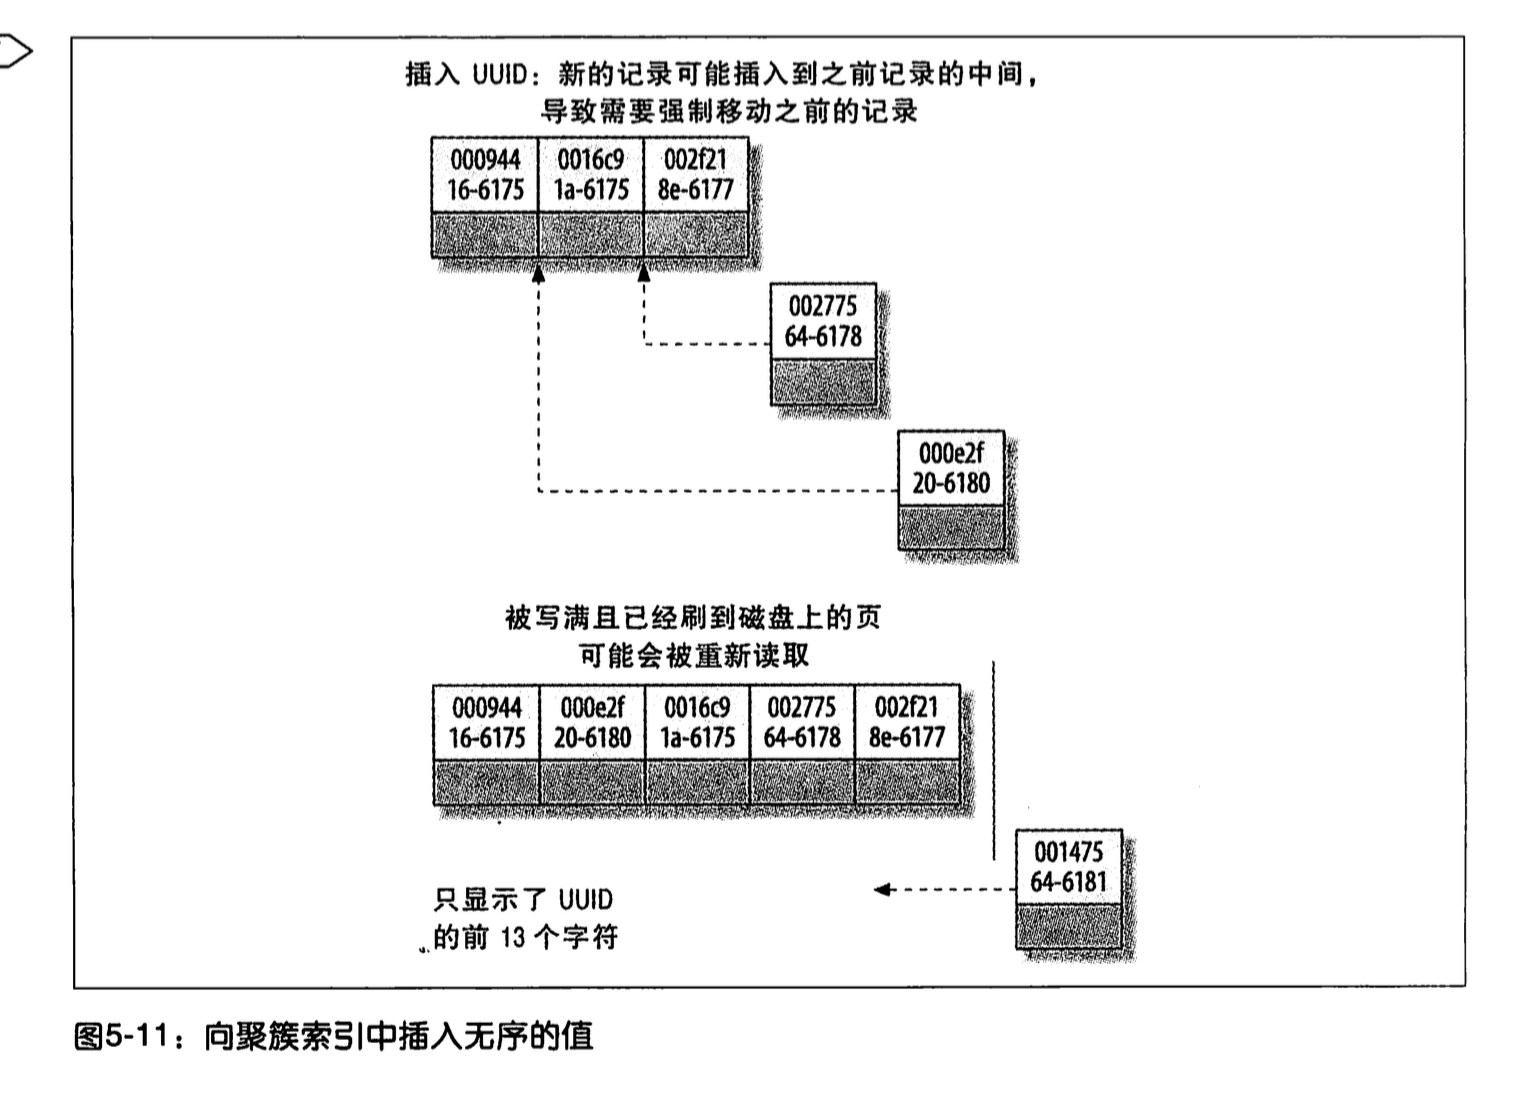 插入 UUID：新的记录可能插入到之前记录的中间，
导致需要强制移动之前的记录
000944 0016c9 002f21
16-6175 1a-6175 8e-6177
002775
64-6178
000e2f
20-6180
被写满且已经刷到磁盘上的页
可能会被重新读取
000944 000e2f 0016c9 002775 002f21
16-6175 20-6180 1a-6175 64-6178 8e-6177
001475
64-6181
只显示了 UUID
的前 13 个字符
图5-11：向聚簇索引中插入无序的值